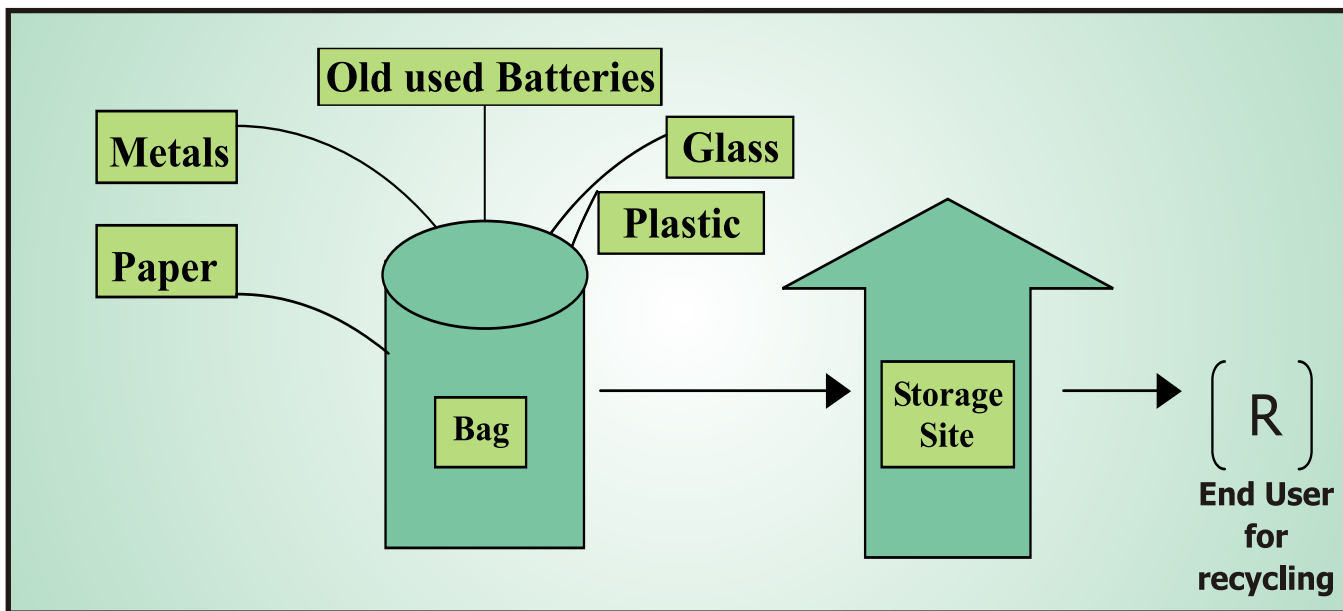 Old used Batteries
Metals
Glass
Plastic
Paper
Bag
Storage
Site
R
End User
for
recycling